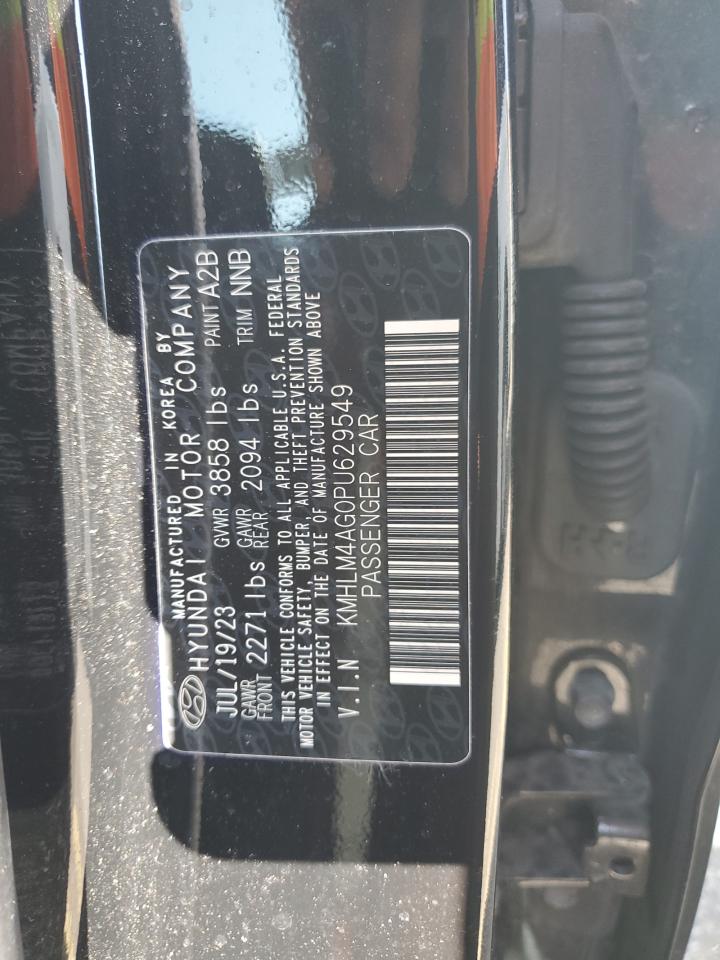 MANUFACTURED IN KOREA BY
HYUNDAI MOTOR COMPANY
JUL/19/23 GVWR 3858 lbs PAINT A2B
GAWR FRONT 2271 lbs GAWR REAR 2094 lbs TRIM NNB
THIS VEHICLE CONFORMS TO ALL APPLICABLE U.S.A. FEDERAL
MOTOR VEHICLE SAFETY, BUMPER, AND THEFT PREVENTION STANDARDS
IN EFFECT ON THE DATE OF MANUFACTURE SHOWN ABOVE
V.I.N KMHLM4AG0PU629549
PASSENGER CAR